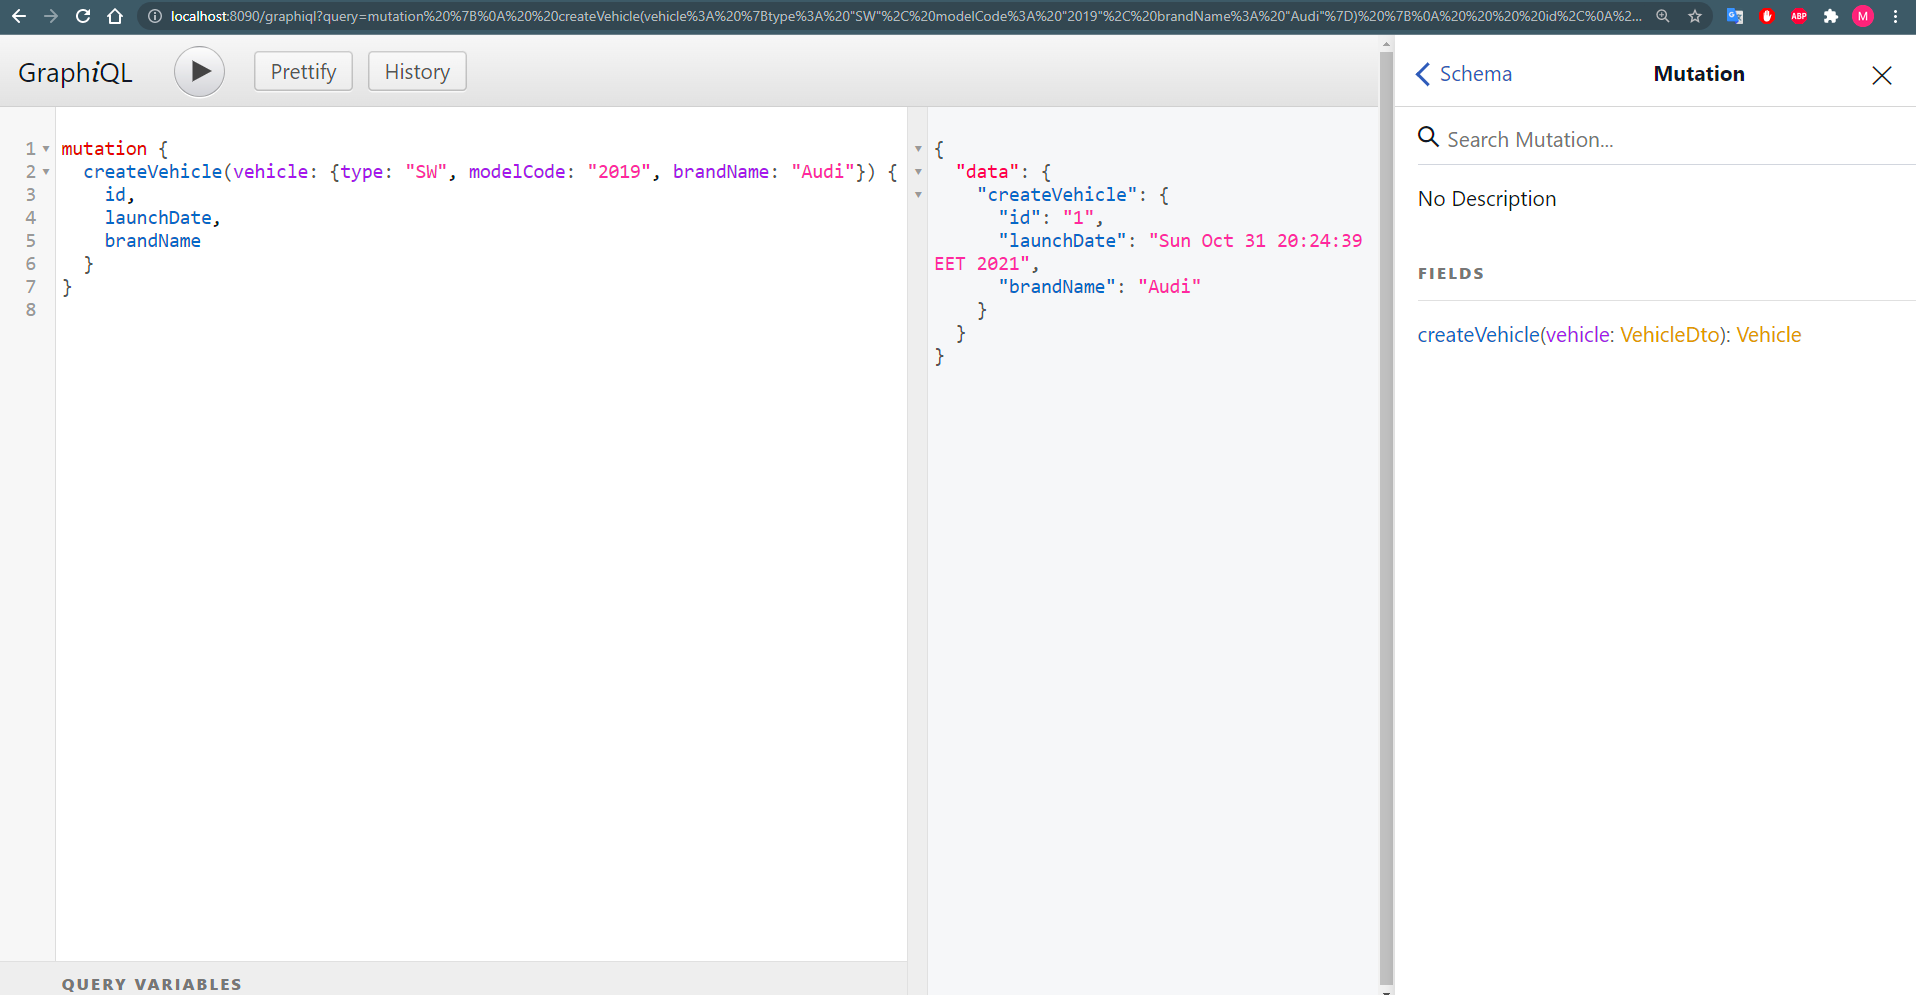 localhost:8090/graphiql?query=mutation%20%7B%0A%20%20createVehicle(vehicle%3A%20%7Btype%3A%20"SW"%2C%20modelCode%3A%20"2019"%2C%20brandName%3A%20"Audi"%7D)%20%7B%0A%20%20%20%20id%2C%0A%2...
ABP
M
GraphiQL
Prettify
History
1 mutation {
2 createVehicle(vehicle: {type: "SW", modelCode: "2019", brandName: "Audi"}) {
3 id,
4 launchDate,
5 brandName
6 }
7 }
8
QUERY VARIABLES
{
"data": {
"createVehicle": {
"id": "1",
"launchDate": "Sun Oct 31 20:24:39
EET 2021",
"brandName": "Audi"
}
}
}
Schema
Mutation
Search Mutation...
No Description
FIELDS
createVehicle(vehicle: VehicleDto): Vehicle